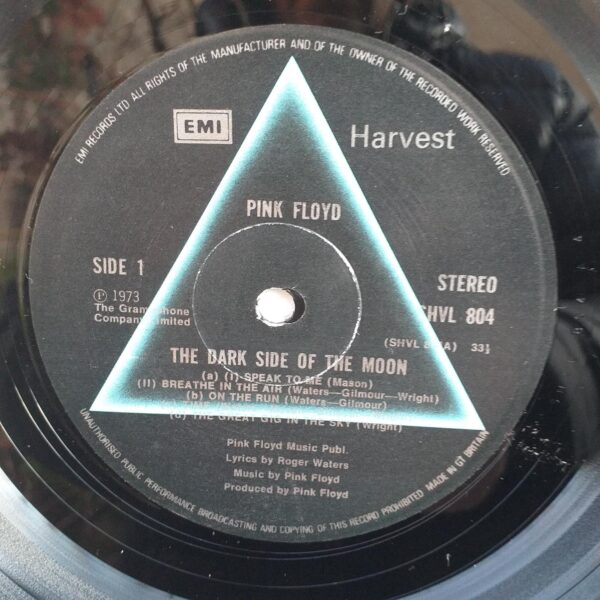 EMI RECORDS LTD ALL RIGHTS OF THE MANUFACTURER AND OF THE OWNER OF THE RECORDED WORK RESERVED
EMI
Harvest
PINK FLOYD
SIDE 1
STEREO
℗ 1973
SHVL 804
The Gramophone
Company Limited
(SHVL 804A) 33⅓
THE DARK SIDE OF THE MOON
(a) (I) SPEAK TO ME (Mason)
(II) BREATHE IN THE AIR (Waters—Gilmour—Wright)
(b) ON THE RUN (Waters—Gilmour)
(d) THE GREAT GIG IN THE SKY (Wright)
Pink Floyd Music Publ.
Lyrics by Roger Waters
Music by Pink Floyd
Produced by Pink Floyd
UNAUTHORISED PUBLIC PERFORMANCE BROADCASTING AND COPYING OF THIS RECORD PROHIBITED MADE IN GT BRITAIN